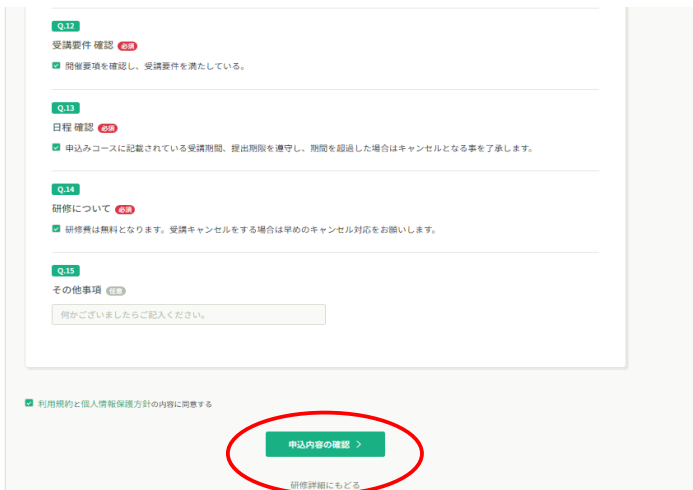 Q.12
受講要件 確認 必須
開催要項を確認し、受講要件を満たしている。
Q.13
日程 確認 必須
申込みコースに記載されている受講期間、提出期限を遵守し、期間を超過した場合はキャンセルとなる事を了承します。
Q.14
研修について 必須
研修費は無料となります。受講キャンセルをする場合は早めのキャンセル対応をお願いします。
Q.15
その他事項 任意
何かございましたらご記入ください。
利用規約と個人情報保護方針の内容に同意する
申込内容の確認 >
研修詳細にもどる